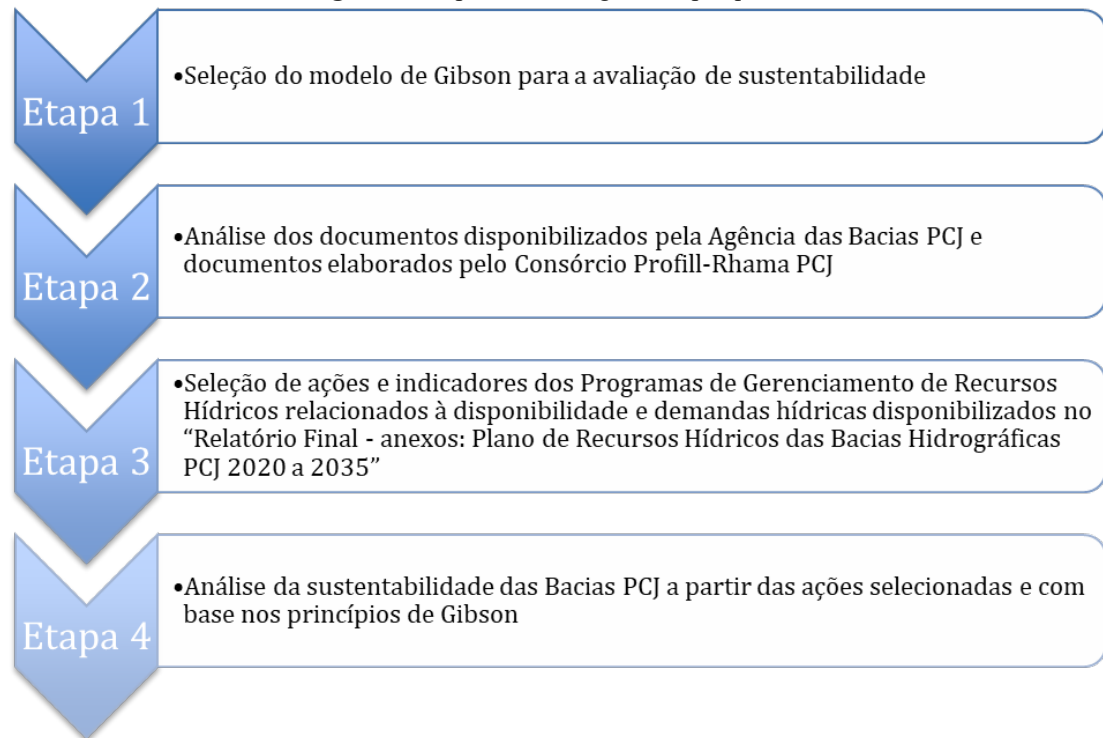 Etapa 1
•Seleção do modelo de Gibson para a avaliação de sustentabilidade
Etapa 2
•Análise dos documentos disponibilizados pela Agência das Bacias PCJ e
documentos elaborados pelo Consórcio Profill-Rhama PCJ
Etapa 3
•Seleção de ações e indicadores dos Programas de Gerenciamento de Recursos
Hídricos relacionados à disponibilidade e demandas hídricas disponibilizados no
“Relatório Final - anexos: Plano de Recursos Hídricos das Bacias Hidrográficas
PCJ 2020 a 2035”
Etapa 4
•Análise da sustentabilidade das Bacias PCJ a partir das ações selecionadas e com
base nos princípios de Gibson